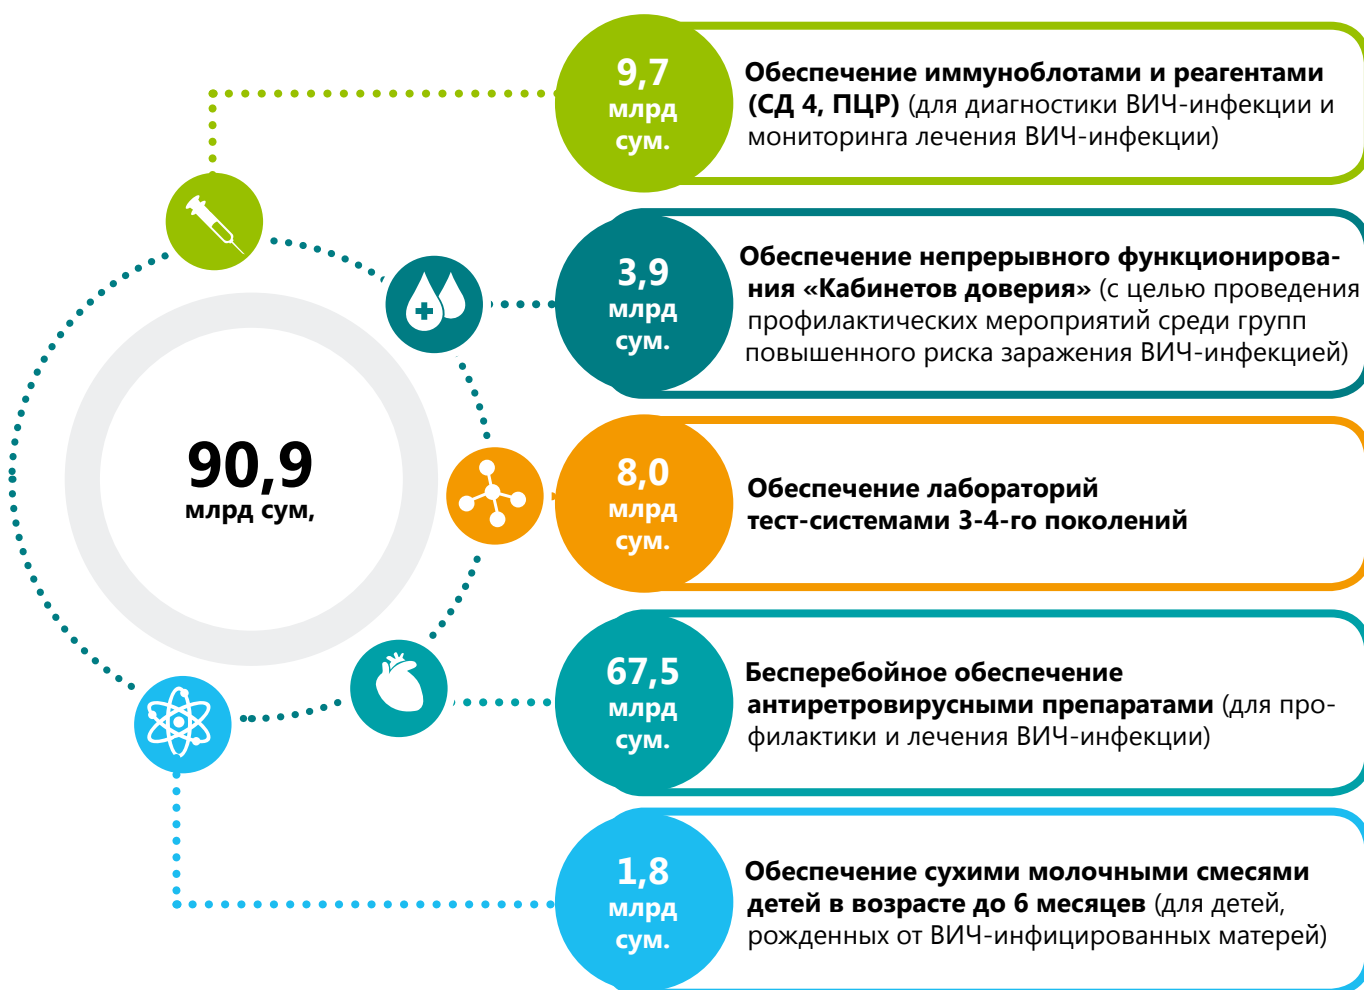 90,9
млрд сум,
9,7
млрд
сум.
Обеспечение иммуноблотами и реагентами
(СД 4, ПЦР) (для диагностики ВИЧ-инфекции и
мониторинга лечения ВИЧ-инфекции)
3,9
млрд
сум.
Обеспечение непрерывного функционирова-
ния «Кабинетов доверия» (с целью проведения
профилактических мероприятий среди групп
повышенного риска заражения ВИЧ-инфекцией)
8,0
млрд
сум.
Обеспечение лабораторий
тест-системами 3-4-го поколений
67,5
млрд
сум.
Бесперебойное обеспечение
антиретровирусными препаратами (для про-
филактики и лечения ВИЧ-инфекции)
1,8
млрд
сум.
Обеспечение сухими молочными смесями
детей в возрасте до 6 месяцев (для детей,
рожденных от ВИЧ-инфицированных матерей)